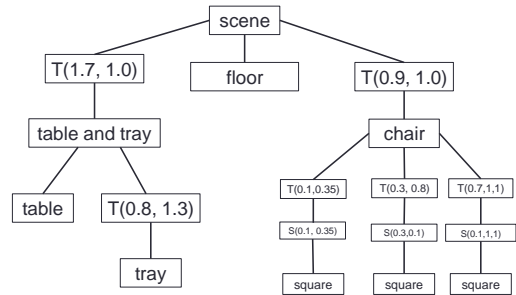 scene
T(1.7, 1.0)
floor
T(0.9, 1.0)
table and tray
chair
table
T(0.8, 1.3)
T(0.1,0.35)
T(0.3, 0.8)
T(0.7,1,1)
S(0.1, 0.35)
S(0.3,0.1)
S(0.1,1,1)
tray
square
square
square